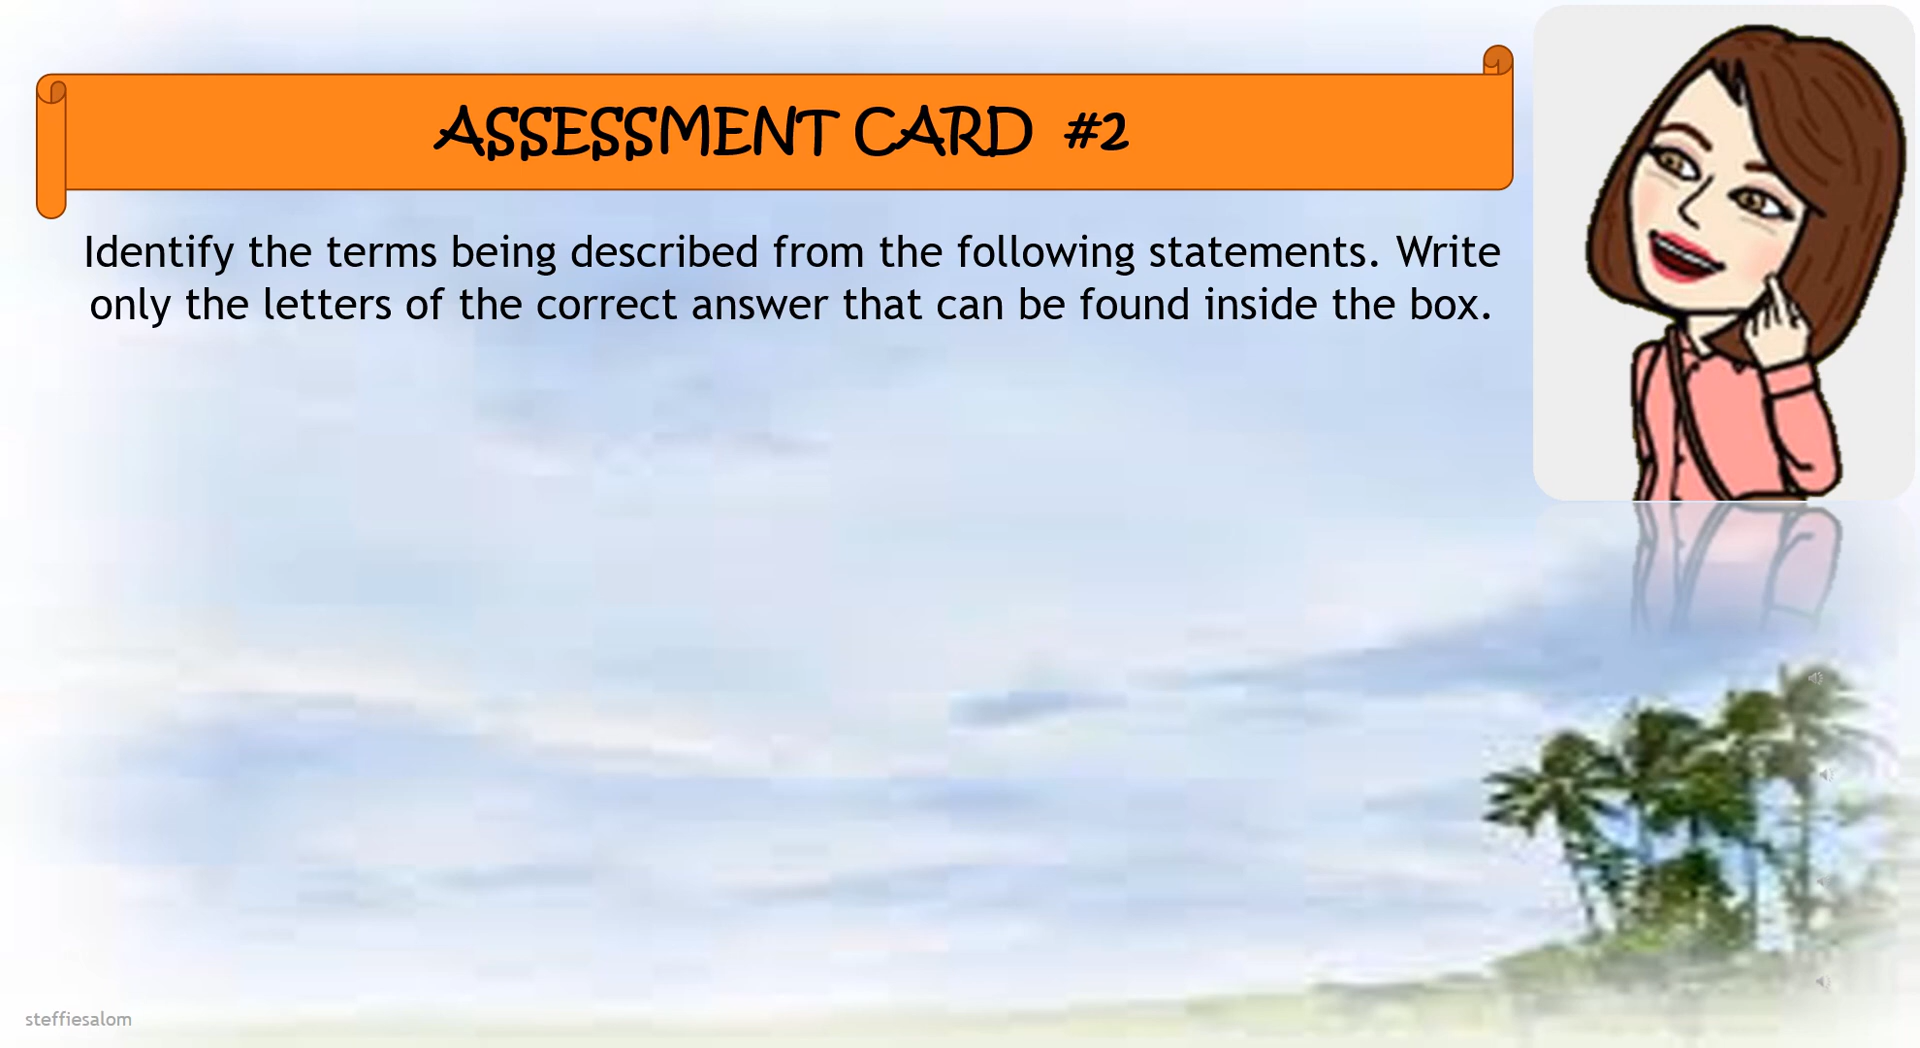 ASSESSMENT CARD #2
Identify the terms being described from the following statements. Write
only the letters of the correct answer that can be found inside the box.
steffiesalom